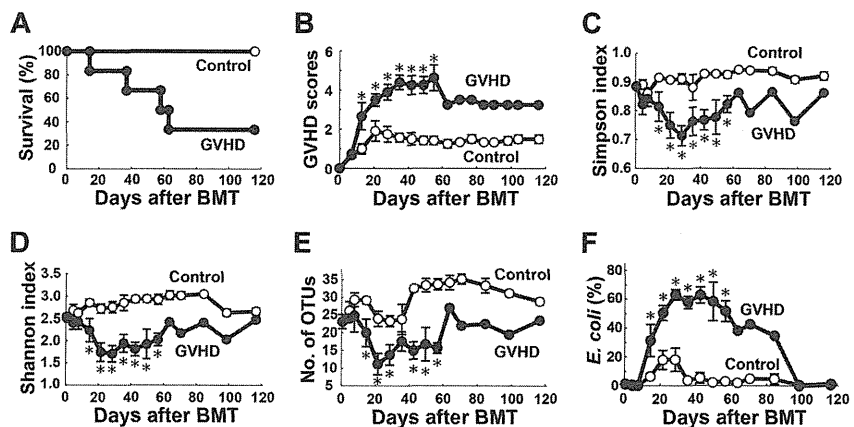 A
B
C
Survival (%)
100
80
60
40
20
0
Control
GVHD
0 20 40 60 80 100 120
Days after BMT
GVHD scores
6
4
2
0
* * * * * * *
GVHD
Control
0 20 40 60 80 100 120
Days after BMT
Simpson index
1.0
0.9
0.8
0.7
0.6
Control
GVHD
* * * * * * *
0 20 40 60 80 100 120
Days after BMT
D
E
F
Shannon index
3.5
3.0
2.5
2.0
1.5
1.0
Control
GVHD
* * * * * * *
0 20 40 60 80 100 120
Days after BMT
No. of OTUs
35
30
25
20
15
10
5
Control
GVHD
* * * * * *
0 20 40 60 80 100 120
Days after BMT
E. coli (%)
80
60
40
20
0
* * * * * * *
GVHD
Control
0 20 40 60 80 100 120
Days after BMT